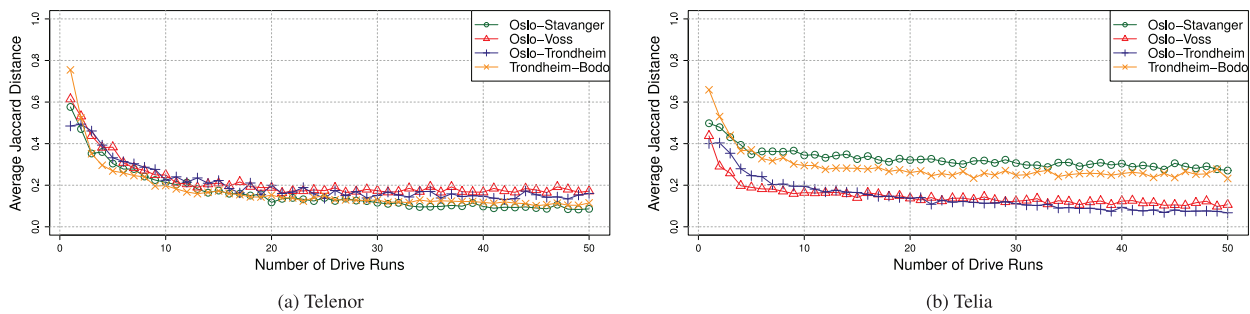 Average Jaccard Distance
1.0
0.8
0.6
0.4
0.2
0.0
0
10
20
30
40
50
Number of Drive Runs
Oslo−Stavanger
Oslo−Voss
Oslo−Trondheim
Trondheim−Bodo
(a) Telenor
Average Jaccard Distance
1.0
0.8
0.6
0.4
0.2
0.0
0
10
20
30
40
50
Number of Drive Runs
Oslo−Stavanger
Oslo−Voss
Oslo−Trondheim
Trondheim−Bodo
(b) Telia